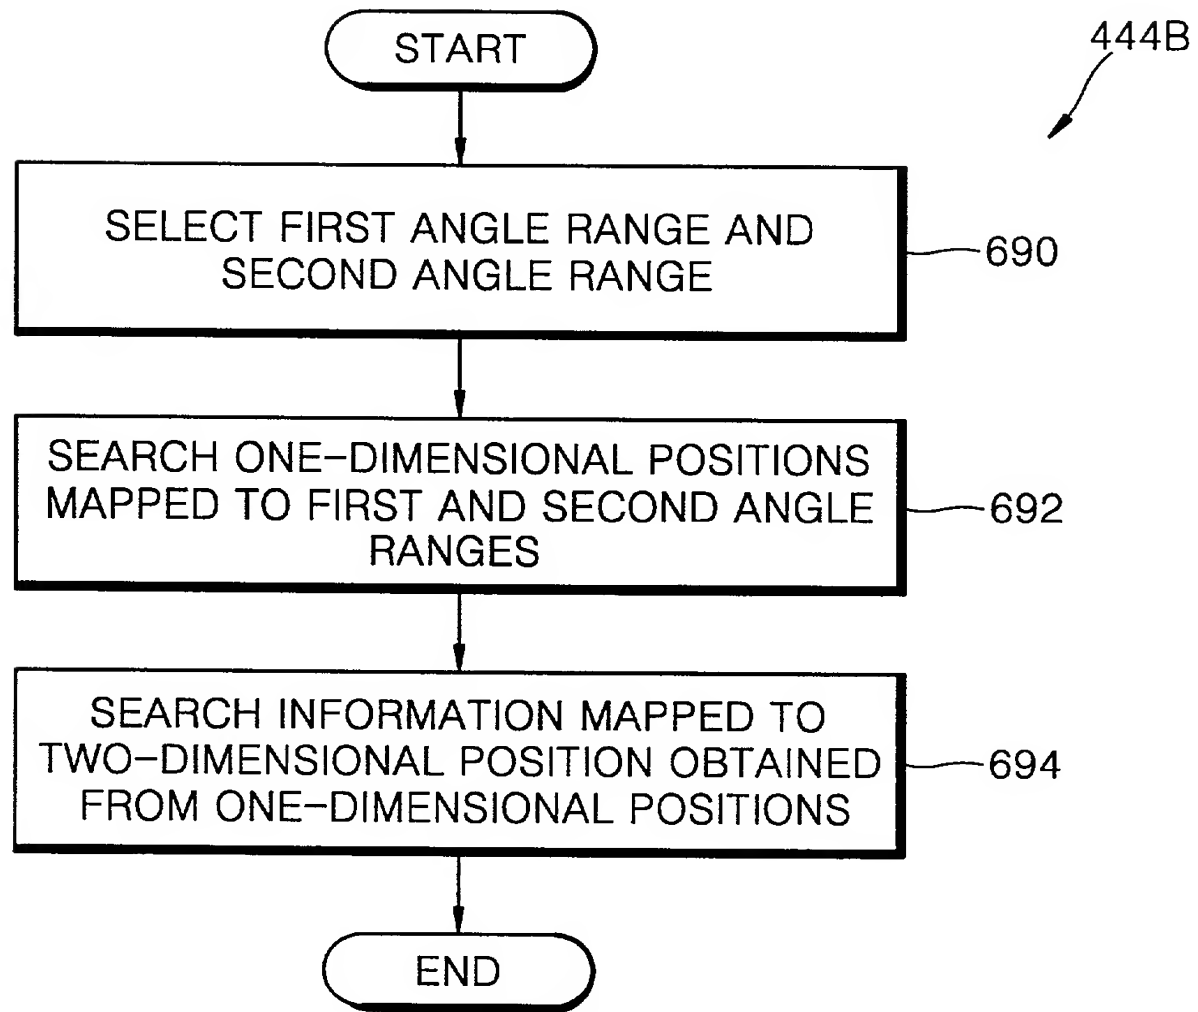 START
444B
SELECT FIRST ANGLE RANGE AND
SECOND ANGLE RANGE
690
SEARCH ONE-DIMENSIONAL POSITIONS
MAPPED TO FIRST AND SECOND ANGLE
RANGES
692
SEARCH INFORMATION MAPPED TO
TWO-DIMENSIONAL POSITION OBTAINED
FROM ONE-DIMENSIONAL POSITIONS
694
END